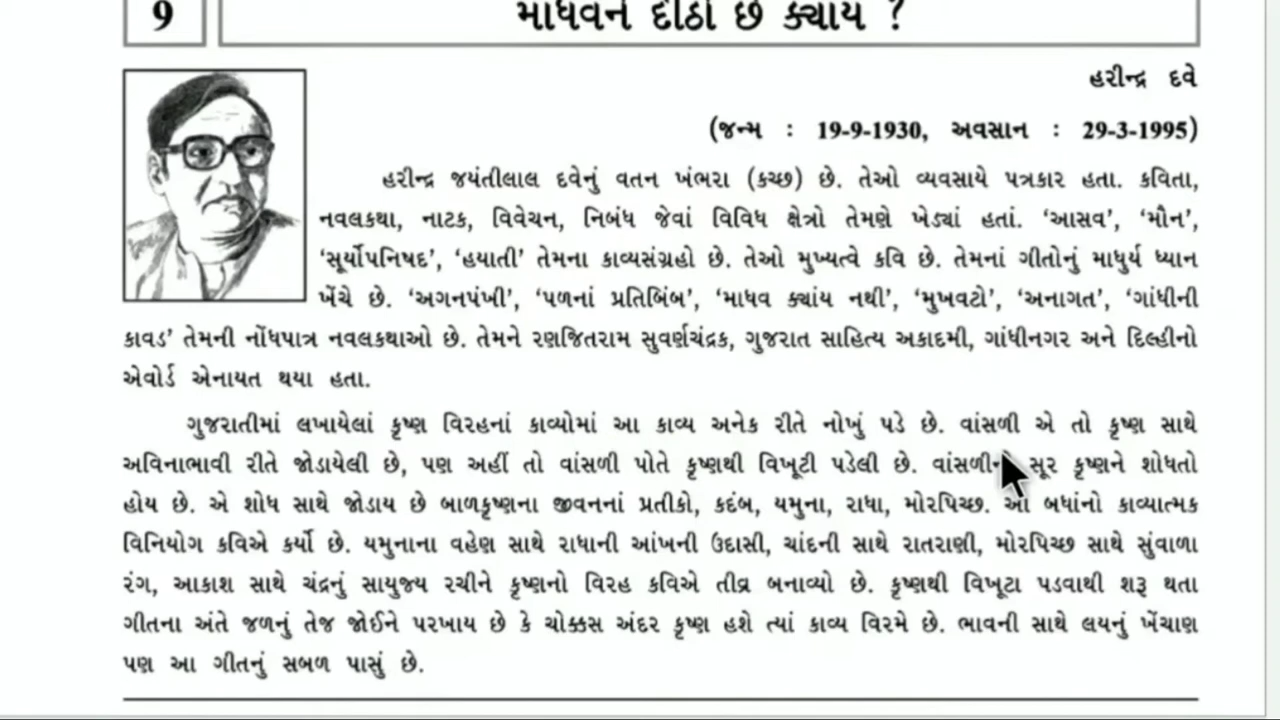 9
માધવને દીઠો છે ક્યાંય ?
હરીન્દ્ર દવે
(જન્મ : 19-9-1930, અવસાન : 29-3-1995)
હરીન્દ્ર જયંતીલાલ દવેનું વતન ખંભરા (કચ્છ) છે. તેઓ વ્યવસાયે પત્રકાર હતા. કવિતા,
નવલકથા, નાટક, વિવેચન, નિબંધ જેવાં વિવિધ ક્ષેત્રો તેમણે ખેડ્યાં હતાં. ‘આસવ’, ‘મૌન’,
‘સૂર્યોપનિષદ’, ‘હયાતી’ તેમના કાવ્યસંગ્રહો છે. તેઓ મુખ્યત્વે કવિ છે. તેમનાં ગીતોનું માધુર્ય ધ્યાન
ખેંચે છે. ‘અગનપંખી’, ‘પળનાં પ્રતિબિંબ’, ‘માધવ ક્યાંય નથી’, ‘મુખવટો’, ‘અનાગત’, ‘ગાંધીની
કાવડ’ તેમની નોંધપાત્ર નવલકથાઓ છે. તેમને રણજિતરામ સુવર્ણચંદ્રક, ગુજરાત સાહિત્ય અકાદમી, ગાંધીનગર અને દિલ્હીનો
એવોર્ડ એનાયત થયા હતા.
ગુજરાતીમાં લખાયેલાં કૃષ્ણ વિરહનાં કાવ્યોમાં આ કાવ્ય અનેક રીતે નોખું પડે છે. વાંસળી એ તો કૃષ્ણ સાથે
અવિનાભાવી રીતે જોડાયેલી છે, પણ અહીં તો વાંસળી પોતે કૃષ્ણથી વિખૂટી પડેલી છે. સૂર કૃષ્ણને શોધતો
હોય છે. એ શોધ સાથે જોડાય છે બાળકૃષ્ણના જીવનનાં પ્રતીકો, કદંબ, યમુના, રાધા, મોરપિચ્છ. આ બધાંનો કાવ્યાત્મક
વિનિયોગ કવિએ કર્યો છે. યમુનાના વહેણ સાથે રાધાની આંખની ઉદાસી, ચાંદની સાથે રાતરાણી, મોરપિચ્છ સાથે સુંવાળા
રંગ, આકાશ સાથે ચંદ્રનું સાયુજ્ય રચીને કૃષ્ણનો વિરહ કવિએ તીવ્ર બનાવ્યો છે. કૃષ્ણથી વિખૂટા પડવાથી શરૂ થતા
ગીતના અંતે જળનું તેજ જોઈને પરખાય છે કે ચોક્કસ અંદર કૃષ્ણ હશે ત્યાં કાવ્ય વિરમે છે. ભાવની સાથે લયનું ખેંચાણ
પણ આ ગીતનું સબળ પાસું છે.